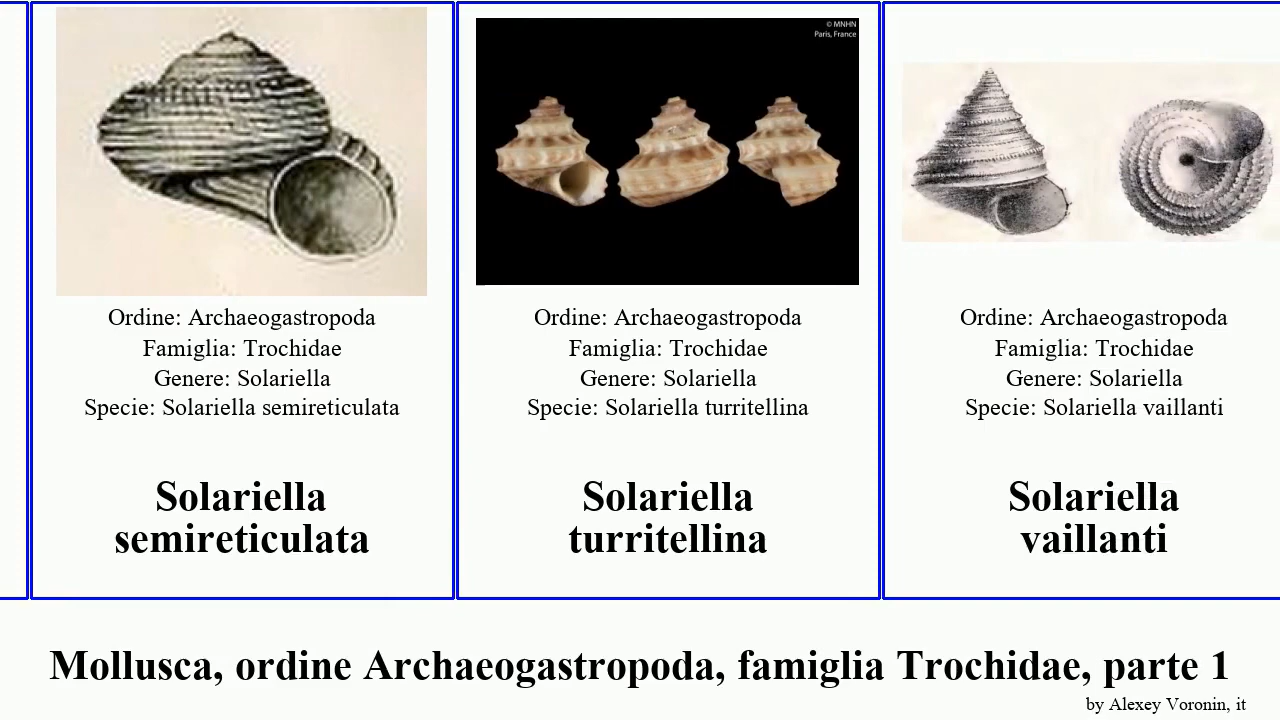 © MNHN
Paris, France
Ordine: Archaeogastropoda
Famiglia: Trochidae
Genere: Solariella
Specie: Solariella semireticulata
Solariella
semireticulata
Ordine: Archaeogastropoda
Famiglia: Trochidae
Genere: Solariella
Specie: Solariella turritellina
Solariella
turritellina
Ordine: Archaeogastropoda
Famiglia: Trochidae
Genere: Solariella
Specie: Solariella vaillanti
Solariella
vaillanti
Mollusca, ordine Archaeogastropoda, famiglia Trochidae, parte 1
by Alexey Voronin, it